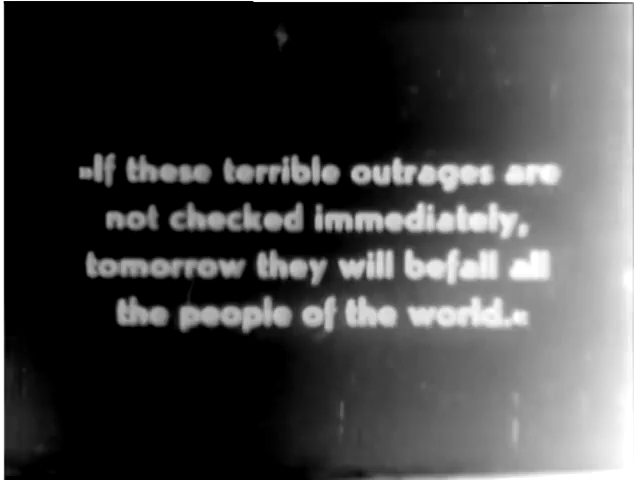 »If these terrible outrages are
not checked immediately,
tomorrow they will befall all
the people of the world.«